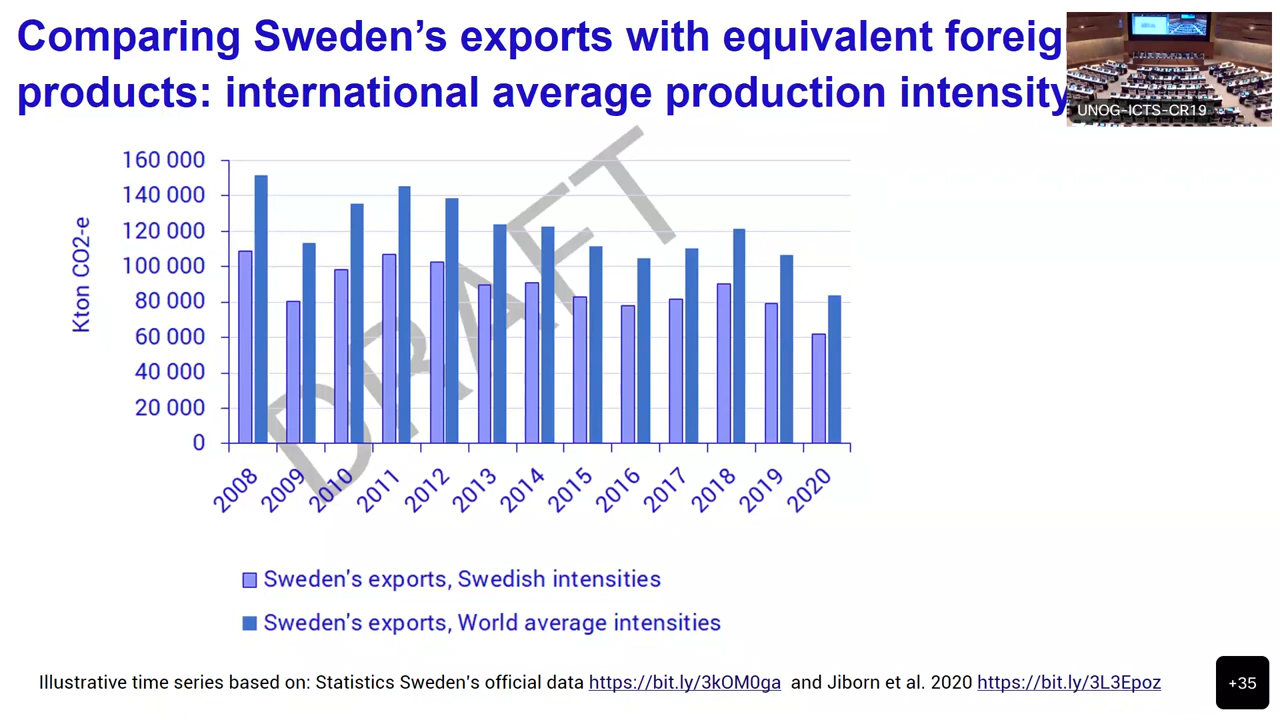 Comparing Sweden’s exports with equivalent foreig
products: international average production intensity
UNOG-ICTS-CR19
DRAFT
Kton CO2-e
160 000
140 000
120 000
100 000
80 000
60 000
40 000
20 000
0
2008 2009 2010 2011 2012 2013 2014 2015 2016 2017 2018 2019 2020
Sweden's exports, Swedish intensities
Sweden's exports, World average intensities
Illustrative time series based on: Statistics Sweden's official data https://bit.ly/3kOM0ga and Jiborn et al. 2020 https://bit.ly/3L3Epoz
+35